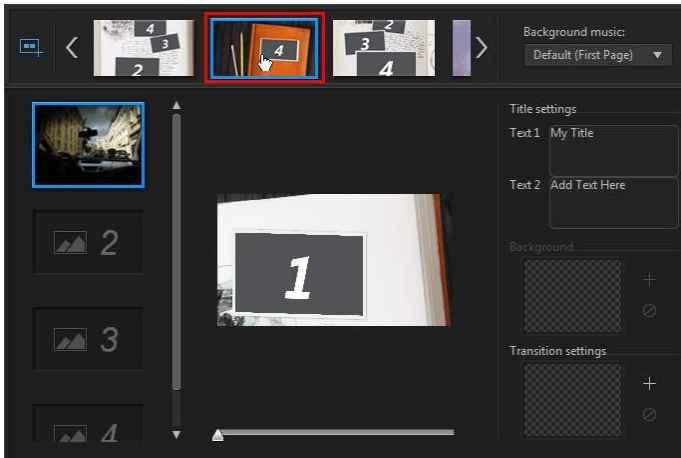 4
3
2
4
2
3
4
Background music:
Default (First Page)
Title settings
Text 1 My Title
Text 2 Add Text Here
Background
Transition settings
1
2
3
4